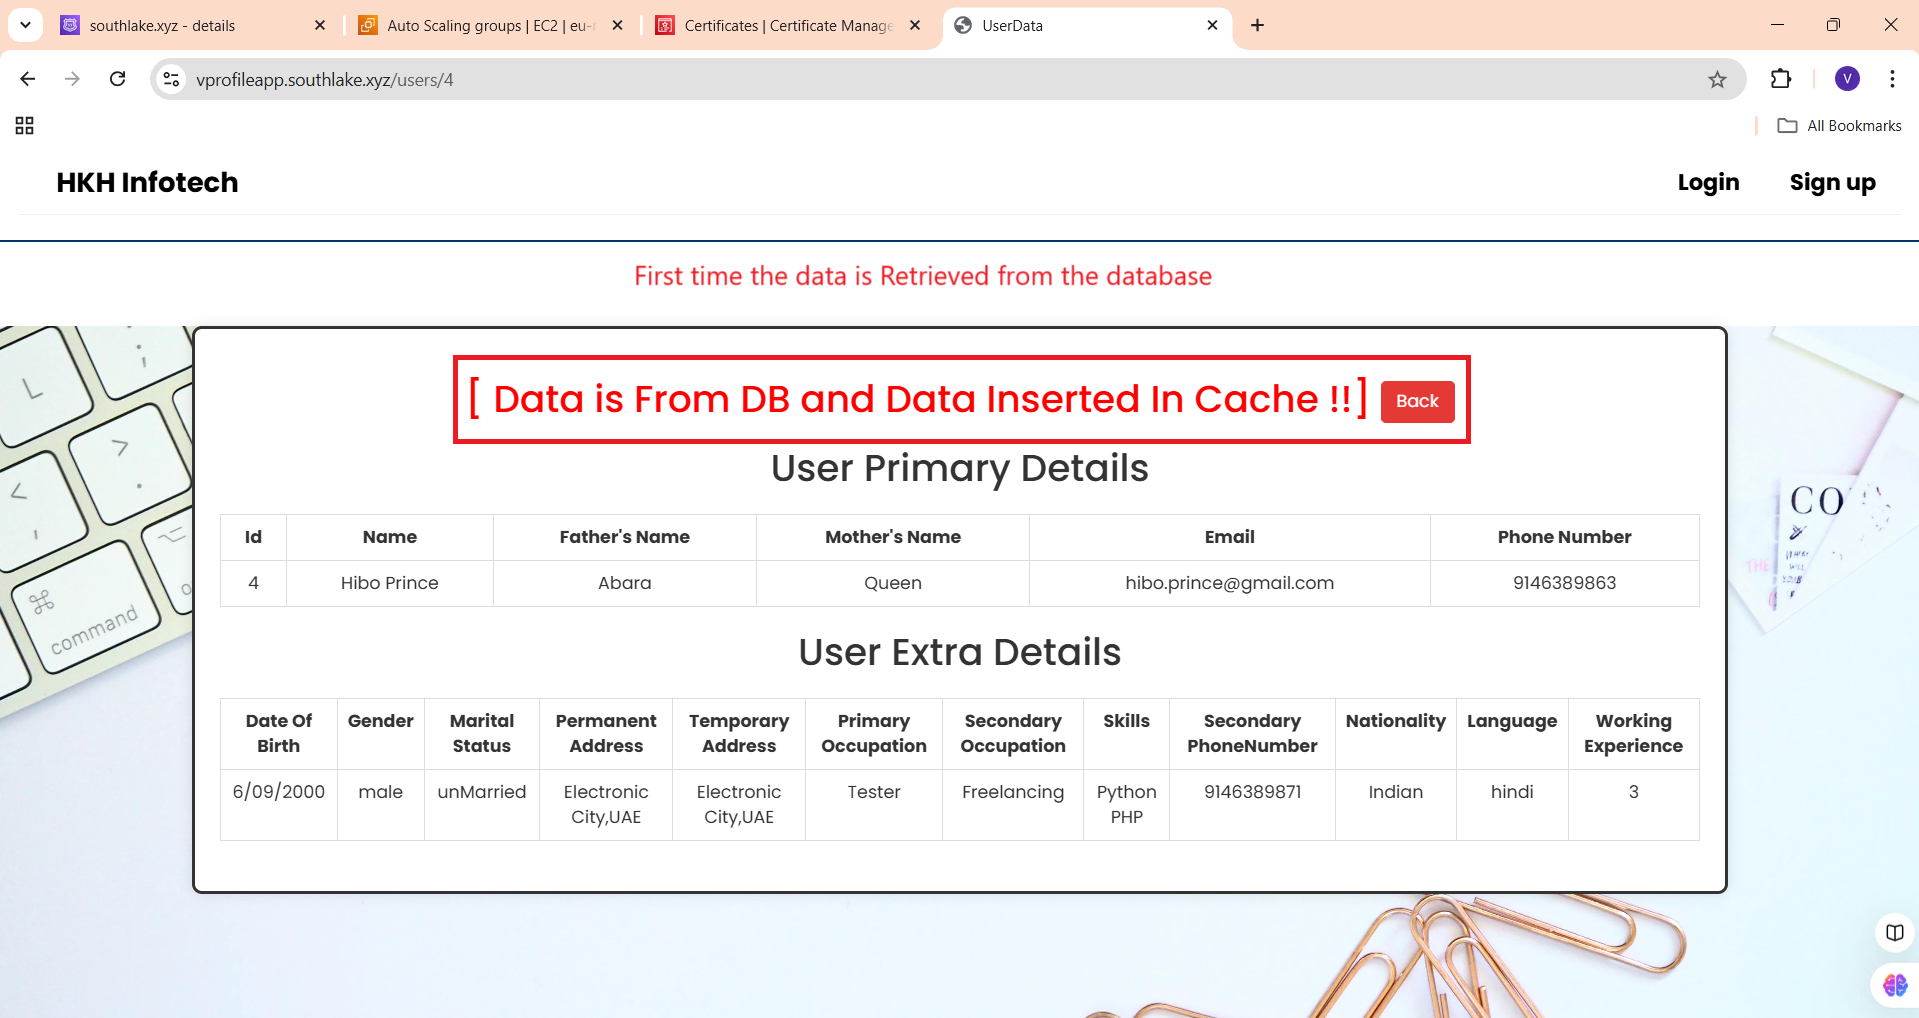 southlake.xyz - details
Auto Scaling groups | EC2 | eu-
Certificates | Certificate Manage
UserData
vprofileapp.southlake.xyz/users/4
V
All Bookmarks
HKH Infotech
Login
Sign up
First time the data is Retrieved from the database
[ Data is From DB and Data Inserted In Cache !!]
Back
User Primary Details
Id Name Father's Name Mother's Name Email Phone Number
4 Hibo Prince Abara Queen hibo.prince@gmail.com 9146389863
User Extra Details
Date Of Gender Marital Permanent Temporary Primary Secondary Skills Secondary Nationality Language Working
Birth Status Address Address Occupation Occupation PhoneNumber Experience
6/09/2000 male unMarried Electronic Electronic Tester Freelancing Python 9146389871 Indian hindi 3
City,UAE City,UAE PHP
L
;
>
.
<
,
⌘
command
CO
THE
WILL